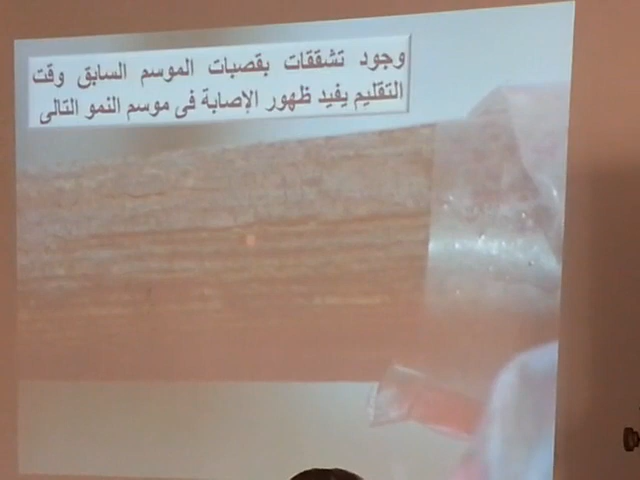 وجود تشققات بقصبات الموسم السابق وقت
التقليم يفيد ظهور الإصابة فى موسم النمو التالى